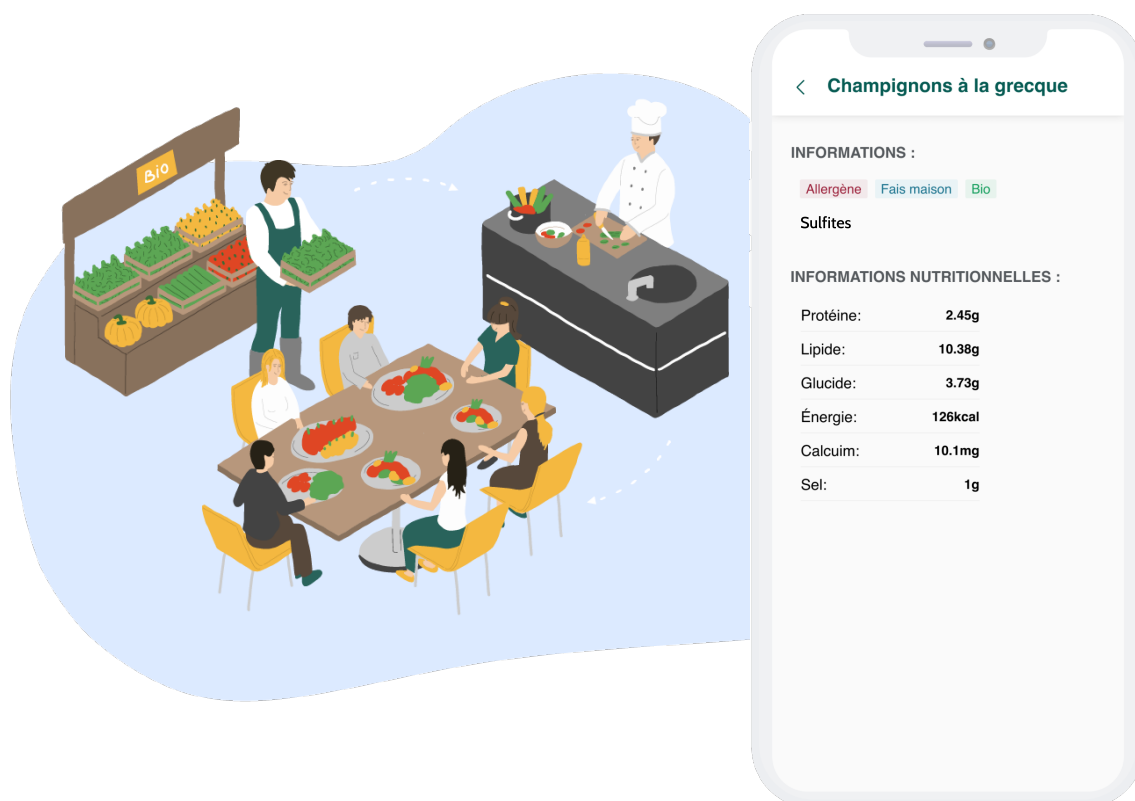 Bio
Champignons à la grecque
INFORMATIONS :
Allergène Fais maison Bio
Sulfites
INFORMATIONS NUTRITIONNELLES :
Protéine: 2.45g
Lipide: 10.38g
Glucide: 3.73g
Énergie: 126kcal
Calcuim: 10.1mg
Sel: 1g